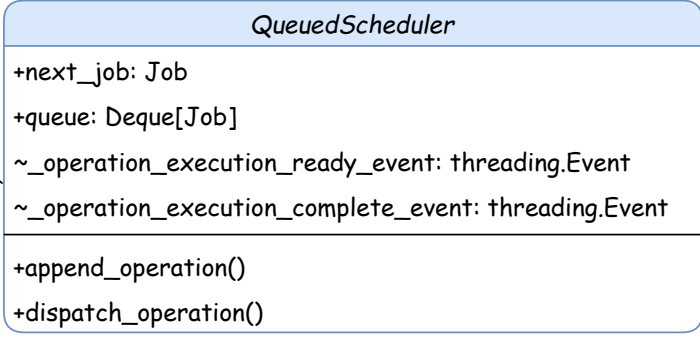 QueuedScheduler
+next_job: Job
+queue: Deque[Job]
~_operation_execution_ready_event: threading.Event
~_operation_execution_complete_event: threading.Event
+append_operation()
+dispatch_operation()